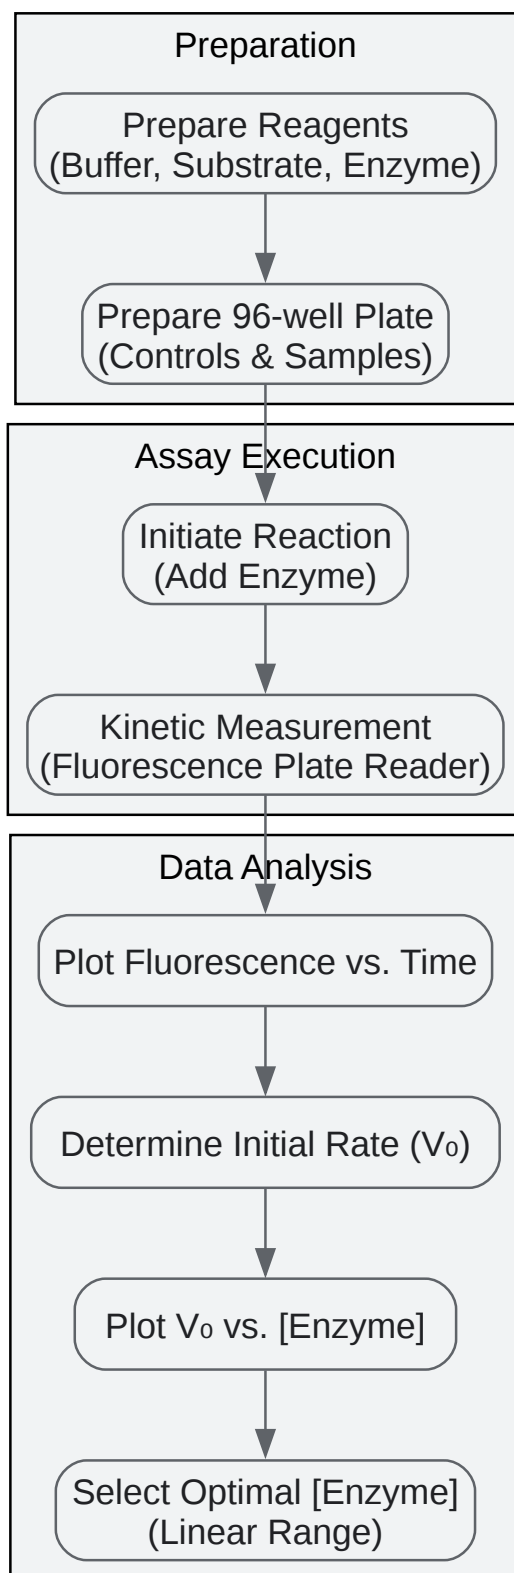 Preparation
Prepare Reagents
(Buffer, Substrate, Enzyme)
Prepare 96-well Plate
(Controls & Samples)
Assay Execution
Initiate Reaction
(Add Enzyme)
Kinetic Measurement
(Fluorescence Plate Reader)
Data Analysis
Plot Fluorescence vs. Time
Determine Initial Rate (V₀)
Plot V₀ vs. [Enzyme]
Select Optimal [Enzyme]
(Linear Range)